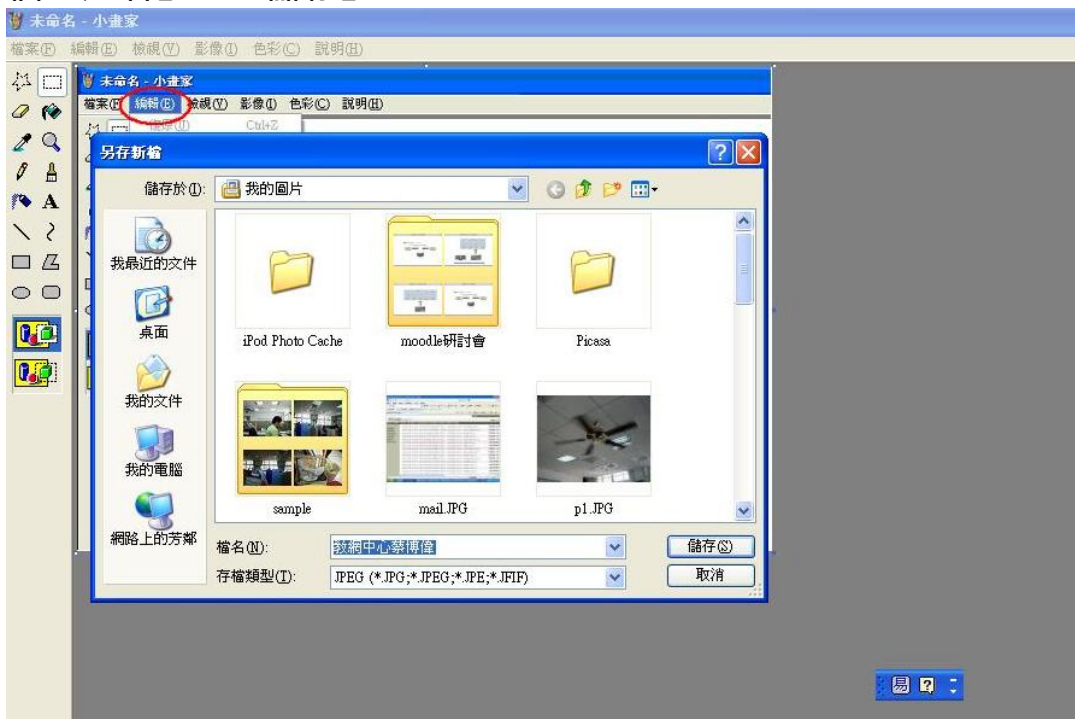 未命名 - 小畫家
檔案(F) 編輯(E) 檢視(V) 影像(I) 色彩(C) 說明(H)
未命名 - 小畫家
檔案(F) 編輯(E) 檢視(V) 影像(I) 色彩(C) 說明(H)
復原(U) Ctrl+Z
另存新檔
儲存於(I): 我的圖片
我最近的文件
桌面
我的文件
我的電腦
網路上的芳鄰
iPod Photo Cache moodle研討會 Picasa
sample mail.JPG p1.JPG
檔名(N): 教網中心蔡博偉
儲存(S)
存檔類型(T): JPEG (*.JPG;*.JPEG;*.JPE;*.JFIF)
取消
易